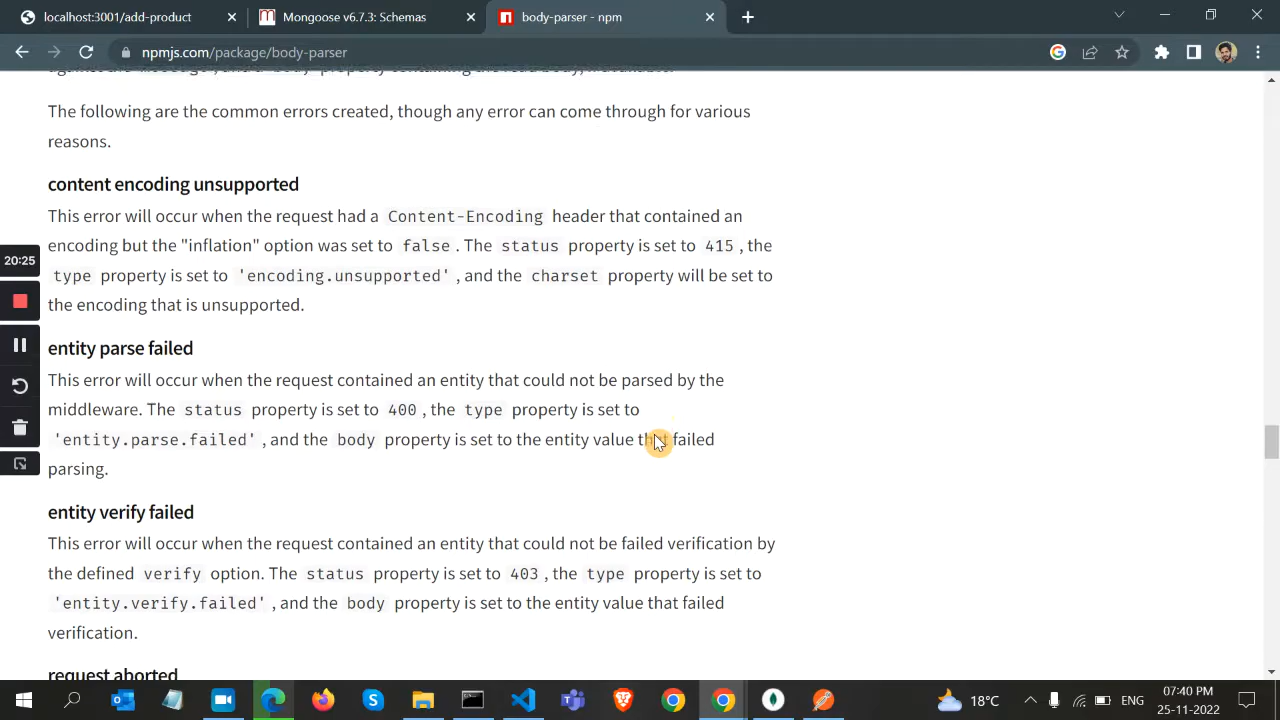 localhost:3001/add-product
Mongoose v6.7.3: Schemas
body-parser - npm
npmjs.com/package/body-parser
The following are the common errors created, though any error can come through for various
reasons.
content encoding unsupported
This error will occur when the request had a Content-Encoding header that contained an
encoding but the "inflation" option was set to false. The status property is set to 415, the
type property is set to 'encoding.unsupported', and the charset property will be set to
the encoding that is unsupported.
20:25
entity parse failed
This error will occur when the request contained an entity that could not be parsed by the
middleware. The status property is set to 400, the type property is set to
'entity.parse.failed', and the body property is set to the entity value that failed
parsing.
entity verify failed
This error will occur when the request contained an entity that could not be failed verification by
the defined verify option. The status property is set to 403, the type property is set to
'entity.verify.failed', and the body property is set to the entity value that failed
verification.
request aborted
18°C
ENG
7:40 PM
25-11-2022